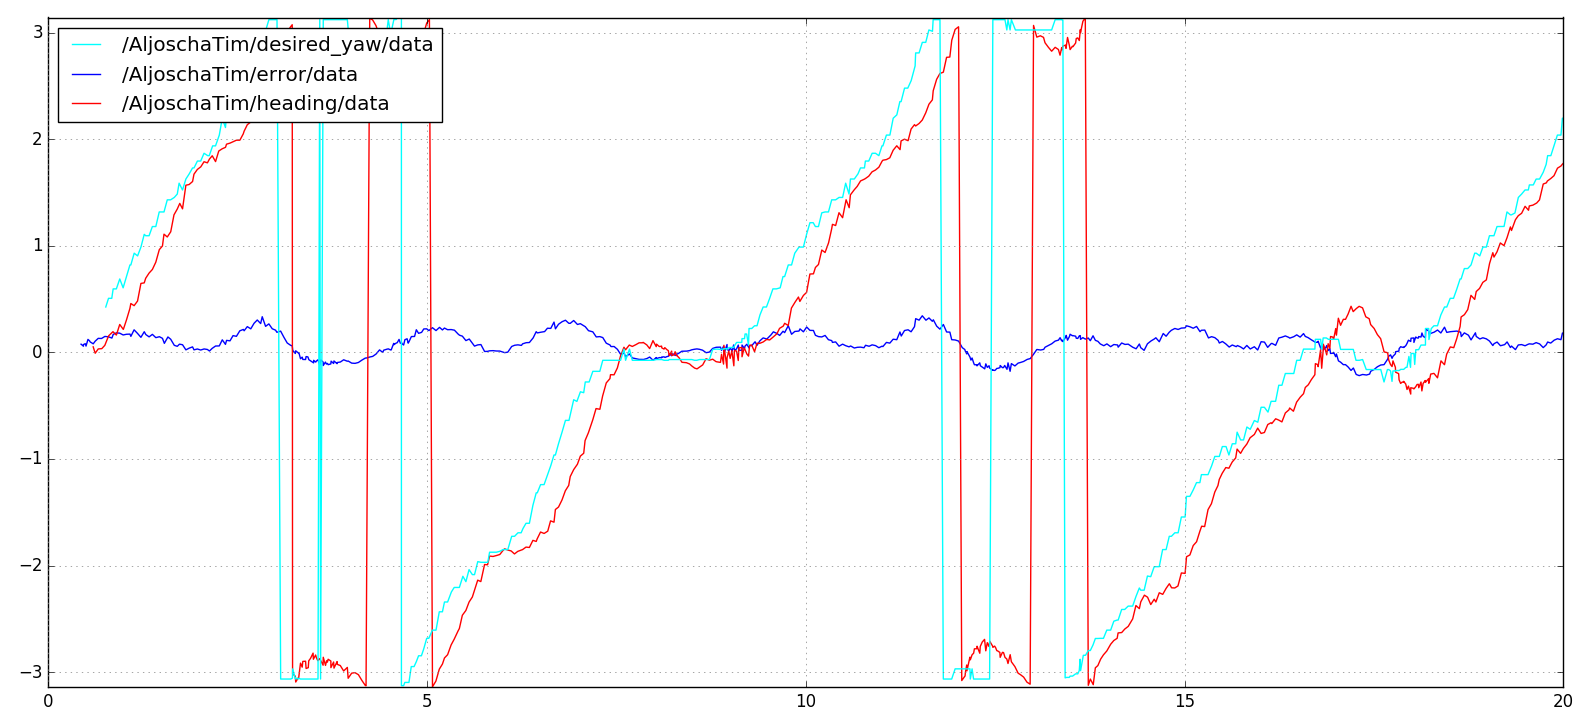 /AljoschaTim/desired_yaw/data
/AljoschaTim/error/data
/AljoschaTim/heading/data
3
2
1
0
−1
−2
−3
0 5 10 15 20